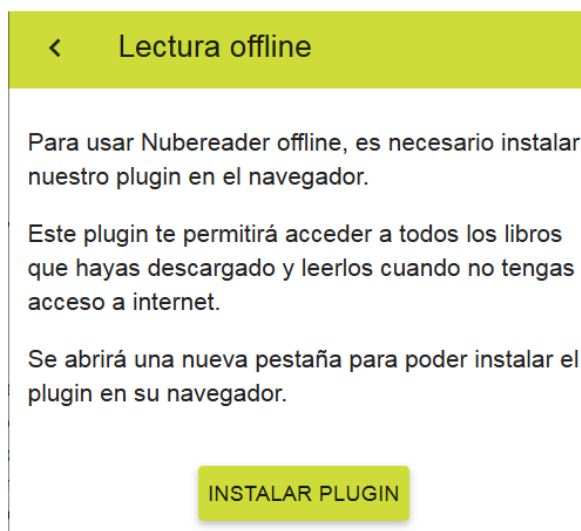 Lectura offline
Para usar Nubereader offline, es necesario instalar
nuestro plugin en el navegador.
Este plugin te permitirá acceder a todos los libros
que hayas descargado y leerlos cuando no tengas
acceso a internet.
Se abrirá una nueva pestaña para poder instalar el
plugin en su navegador.
INSTALAR PLUGIN